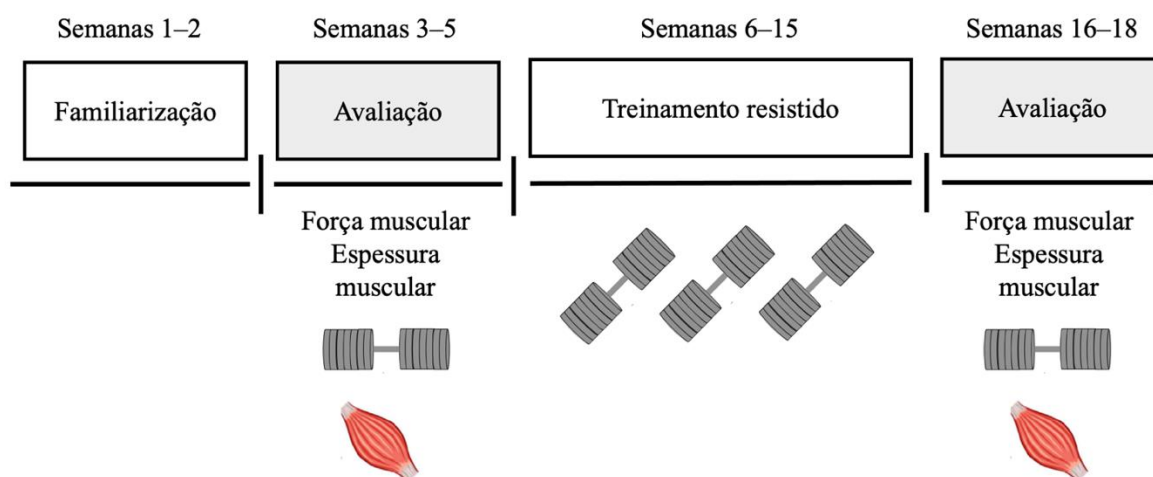 Semanas 1–2
Familiarização
Semanas 3–5
Avaliação
Força muscular
Espessura
muscular
Semanas 6–15
Treinamento resistido
Semanas 16–18
Avaliação
Força muscular
Espessura
muscular